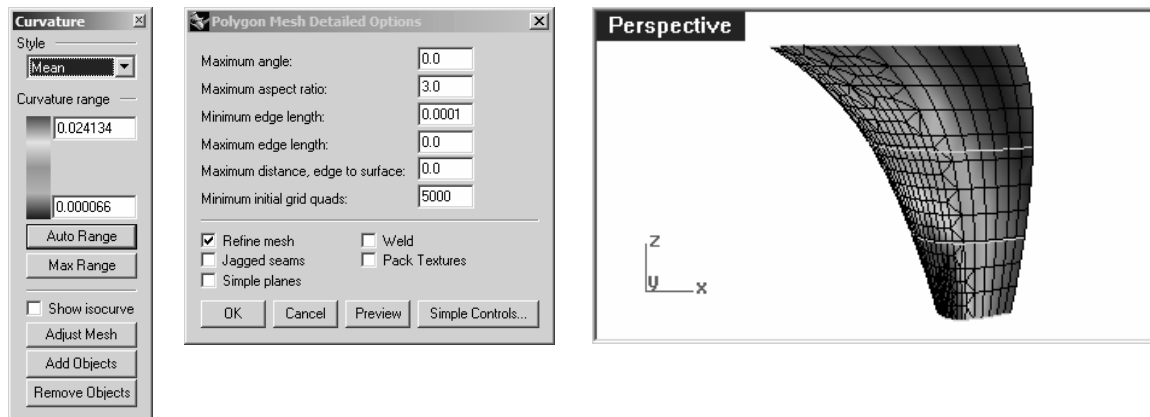 Curvature
Style
Mean
Curvature range
0.024134
0.000066
Auto Range
Max Range
Show isocurve
Adjust Mesh
Add Objects
Remove Objects
Polygon Mesh Detailed Options
Maximum angle: 0.0
Maximum aspect ratio: 3.0
Minimum edge length: 0.0001
Maximum edge length: 0.0
Maximum distance, edge to surface: 0.0
Minimum initial grid quads: 5000
Refine mesh Weld
Jagged seams Pack Textures
Simple planes
OK Cancel Preview Simple Controls...
Perspective
z
y x